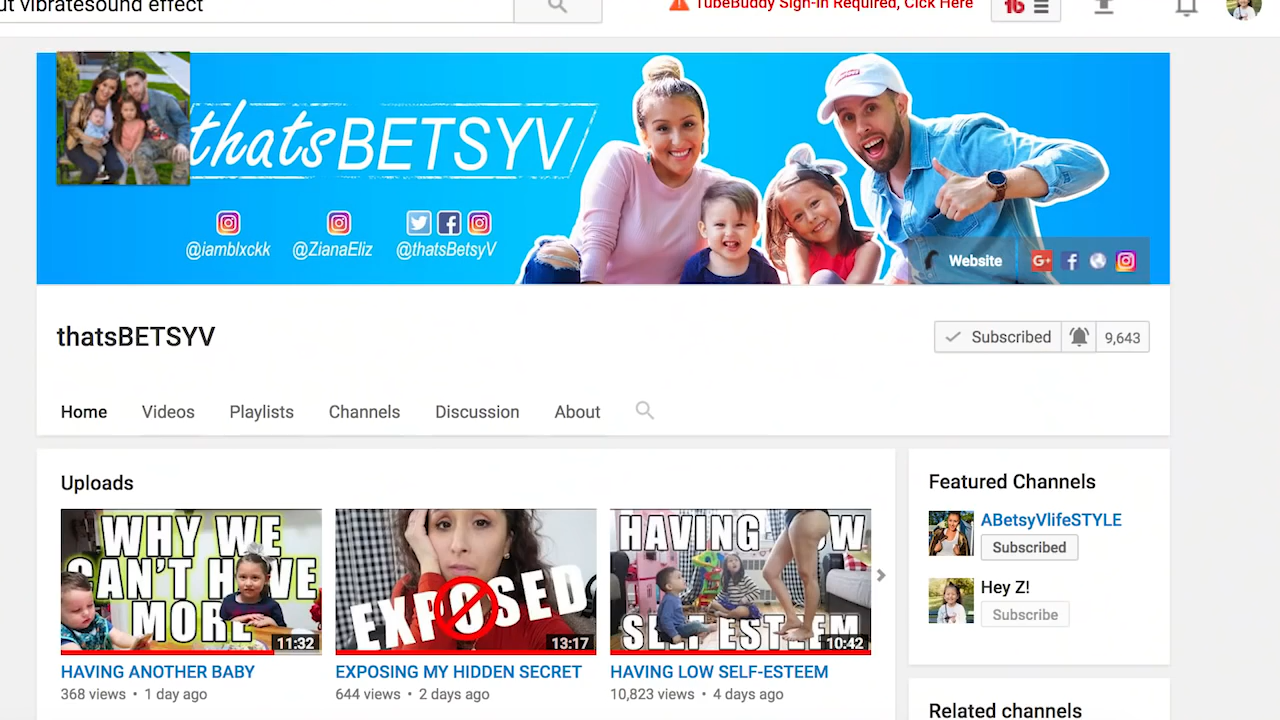 ut vibratesound effect
TubeBuddy Sign-in Required, Click Here
16
thatsBETSYV
@iamblxckk @ZianaEliz @thatsBetsyV
Website
G+
thatsBETSYV
Subscribed 9,643
Home Videos Playlists Channels Discussion About
Uploads
WHY WE
CAN'T HAVE
MORE
11:32
EXPOSED
13:17
HAVING LOW
SELF ESTEEM
10:42
HAVING ANOTHER BABY
368 views • 1 day ago
EXPOSING MY HIDDEN SECRET
644 views • 2 days ago
HAVING LOW SELF-ESTEEM
10,823 views • 4 days ago
Featured Channels
ABetsyVlifeSTYLE
Subscribed
Hey Z!
Subscribe
Related channels